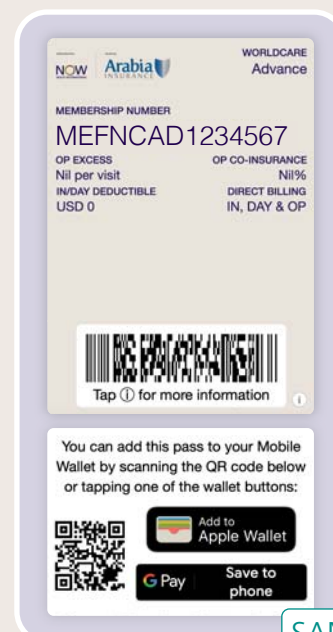 NOW Arabia
INSURANCE
WORLDCARE
Advance
MEMBERSHIP NUMBER
MEFNCAD1234567
OP EXCESS OP CO-INSURANCE
Nil per visit Nil%
IN/DAY DEDUCTIBLE DIRECT BILLING
USD 0 IN, DAY & OP
Tap ⓘ for more information
You can add this pass to your Mobile
Wallet by scanning the QR code below
or tapping one of the wallet buttons:
Add to
Apple Wallet
G Pay
Save to
phone